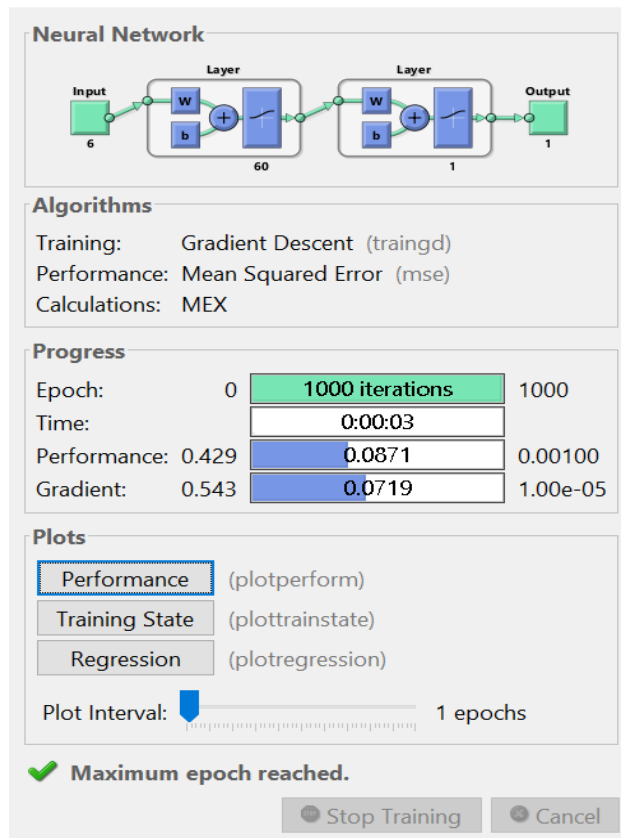 Neural Network
Layer Layer
Input Output
W W
+ +
b b
6 1
60 1
Algorithms
Training: Gradient Descent (traingd)
Performance: Mean Squared Error (mse)
Calculations: MEX
Progress
Epoch: 0 1000 iterations 1000
Time: 0:00:03
Performance: 0.429 0.0871 0.00100
Gradient: 0.543 0.0719 1.00e-05
Plots
Performance (plotperform)
Training State (plottrainstate)
Regression (plotregression)
Plot Interval: 1 epochs
Maximum epoch reached.
Stop Training Cancel